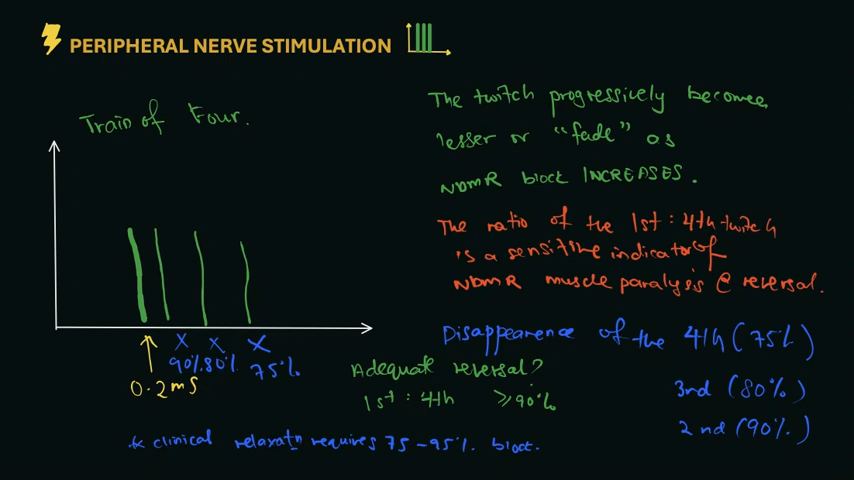 PERIPHERAL NERVE STIMULATION
Train of Four.
The twitch progressively becomes
lesser or "fade" as
NDMR block INCREASES.
The ratio of the 1st : 4th twitch
is a sensitive indicator of
NDMR muscle paralysis @ reversal.
Disappearence of the 4th (75%)
3rd (80%)
2nd (90%)
X X X
90% 80% 75%
0.2 mS
Adequate reversal?
1st : 4th ≥ 90%
* clinical relaxatn requires 75-95% block.